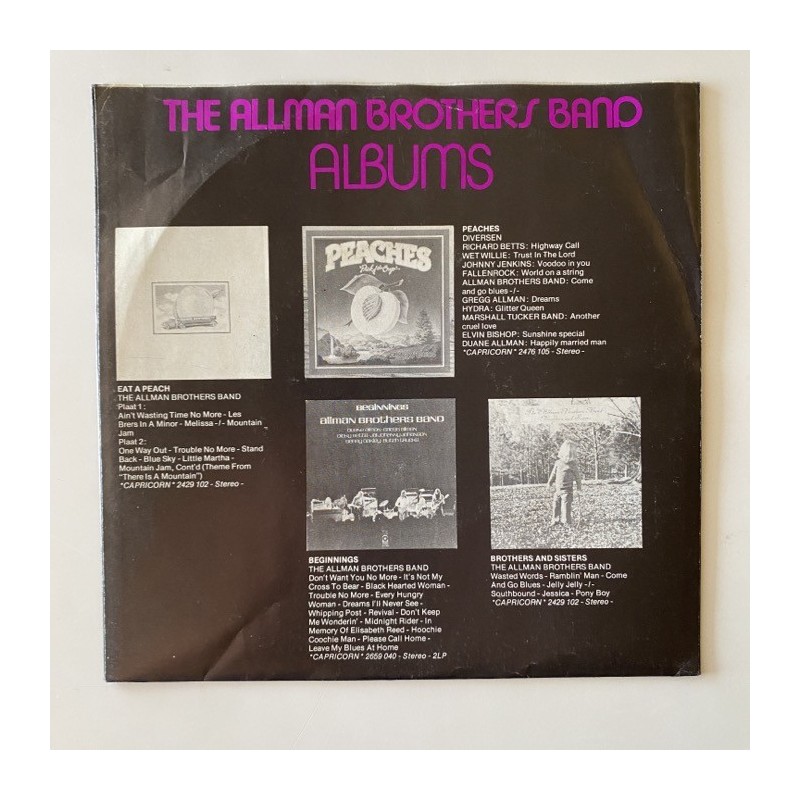 THE ALLMAN BROTHERS BAND
ALBUMS
PEACHES
DIVERSEN
RICHARD BETTS: Highway Call
WET WILLIE: Trust In The Lord
JOHNNY JENKINS: Voodoo in you
FALLENROCK: World on a string
ALLMAN BROTHERS BAND: Come
and go blues -/-
GREGG ALLMAN: Dreams
HYDRA: Glitter Queen
MARSHALL TUCKER BAND: Another
cruel love
ELVIN BISHOP: Sunshine special
DUANE ALLMAN: Happily married man
*CAPRICORN* 2476 105 - Stereo -
PEACHES
EAT A PEACH
THE ALLMAN BROTHERS BAND
Plaat 1:
Ain't Wasting Time No More - Les
Brers In A Minor - Melissa -/- Mountain
Jam
Plaat 2:
One Way Out - Trouble No More - Stand
Back - Blue Sky - Little Martha -
Mountain Jam, Cont'd (Theme From
"There Is A Mountain")
*CAPRICORN* 2429 102 - Stereo -
Beginnings
allman brothers band
BEGINNINGS
THE ALLMAN BROTHERS BAND
Don't Want You No More - It's Not My
Cross To Bear - Black Hearted Woman -
Trouble No More - Every Hungry
Woman - Dreams I'll Never See -
Whipping Post - Revival - Don't Keep
Me Wonderin' - Midnight Rider - In
Memory Of Elisabeth Reed - Hoochie
Coochie Man - Please Call Home -
Leave My Blues At Home
*CAPRICORN* 2659 040 - Stereo - 2LP
BROTHERS AND SISTERS
THE ALLMAN BROTHERS BAND
Wasted Words - Ramblin' Man - Come
And Go Blues - Jelly Jelly -/-
Southbound - Jessica - Pony Boy
*CAPRICORN* 2429 102 - Stereo -